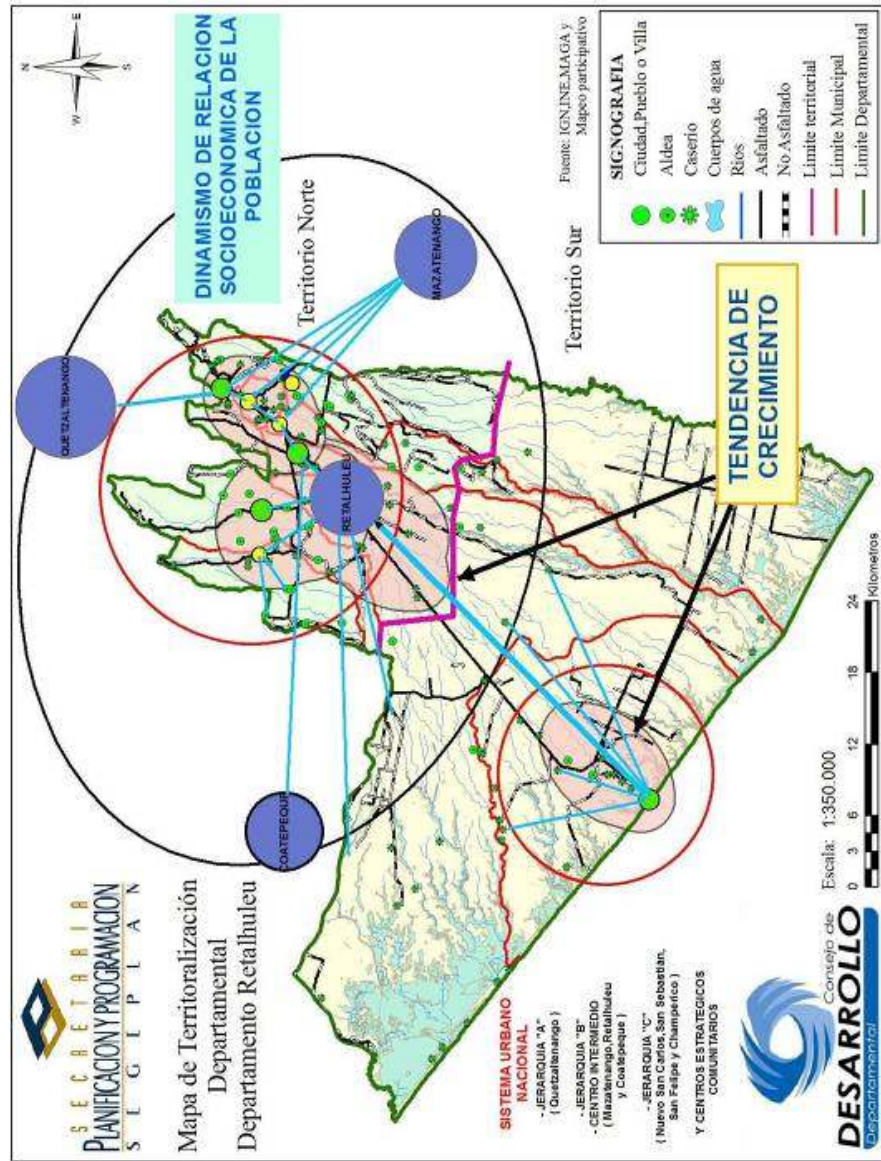 SECRETARIA
PLANIFICACION Y PROGRAMACION
SEGEPLAN
Mapa de Territoralización
Departamental
Departamento Retalhuleu
N
E
S
W
DINAMISMO DE RELACION
SOCIOECONOMICA DE LA
POBLACION
QUETZALTENANGO
MAZATENANGO
RETALHULEU
COATEPEQUE
Territorio Norte
Territorio Sur
TENDENCIA DE
CRECIMIENTO
SISTEMA URBANO
NACIONAL
- JERARQUIA "A"
( Quetzaltenango )
- JERARQUIA "B"
- CENTRO INTERMEDIO
( Mazatenango, Retalhuleu
y Coatepeque )
- JERARQUIA "C"
( Nuevo San Carlos, San Sebastián,
San Felipe y Champerico )
Y CENTROS ESTRATEGICOS
COMUNITARIOS
Fuente: IGN,INE,MAGA y
Mapeo participativo
SIGNOGRAFIA
Ciudad,Pueblo o Villa
Aldea
Caserio
Cuerpos de agua
Rios
Asfaltado
No Asfaltado
Limite territorial
Limite Municipal
Limite Departamental
Consejo de
DESARROLLO
Departamental
Escala: 1:350.000
0 3 6 12 18 24
Kilometros